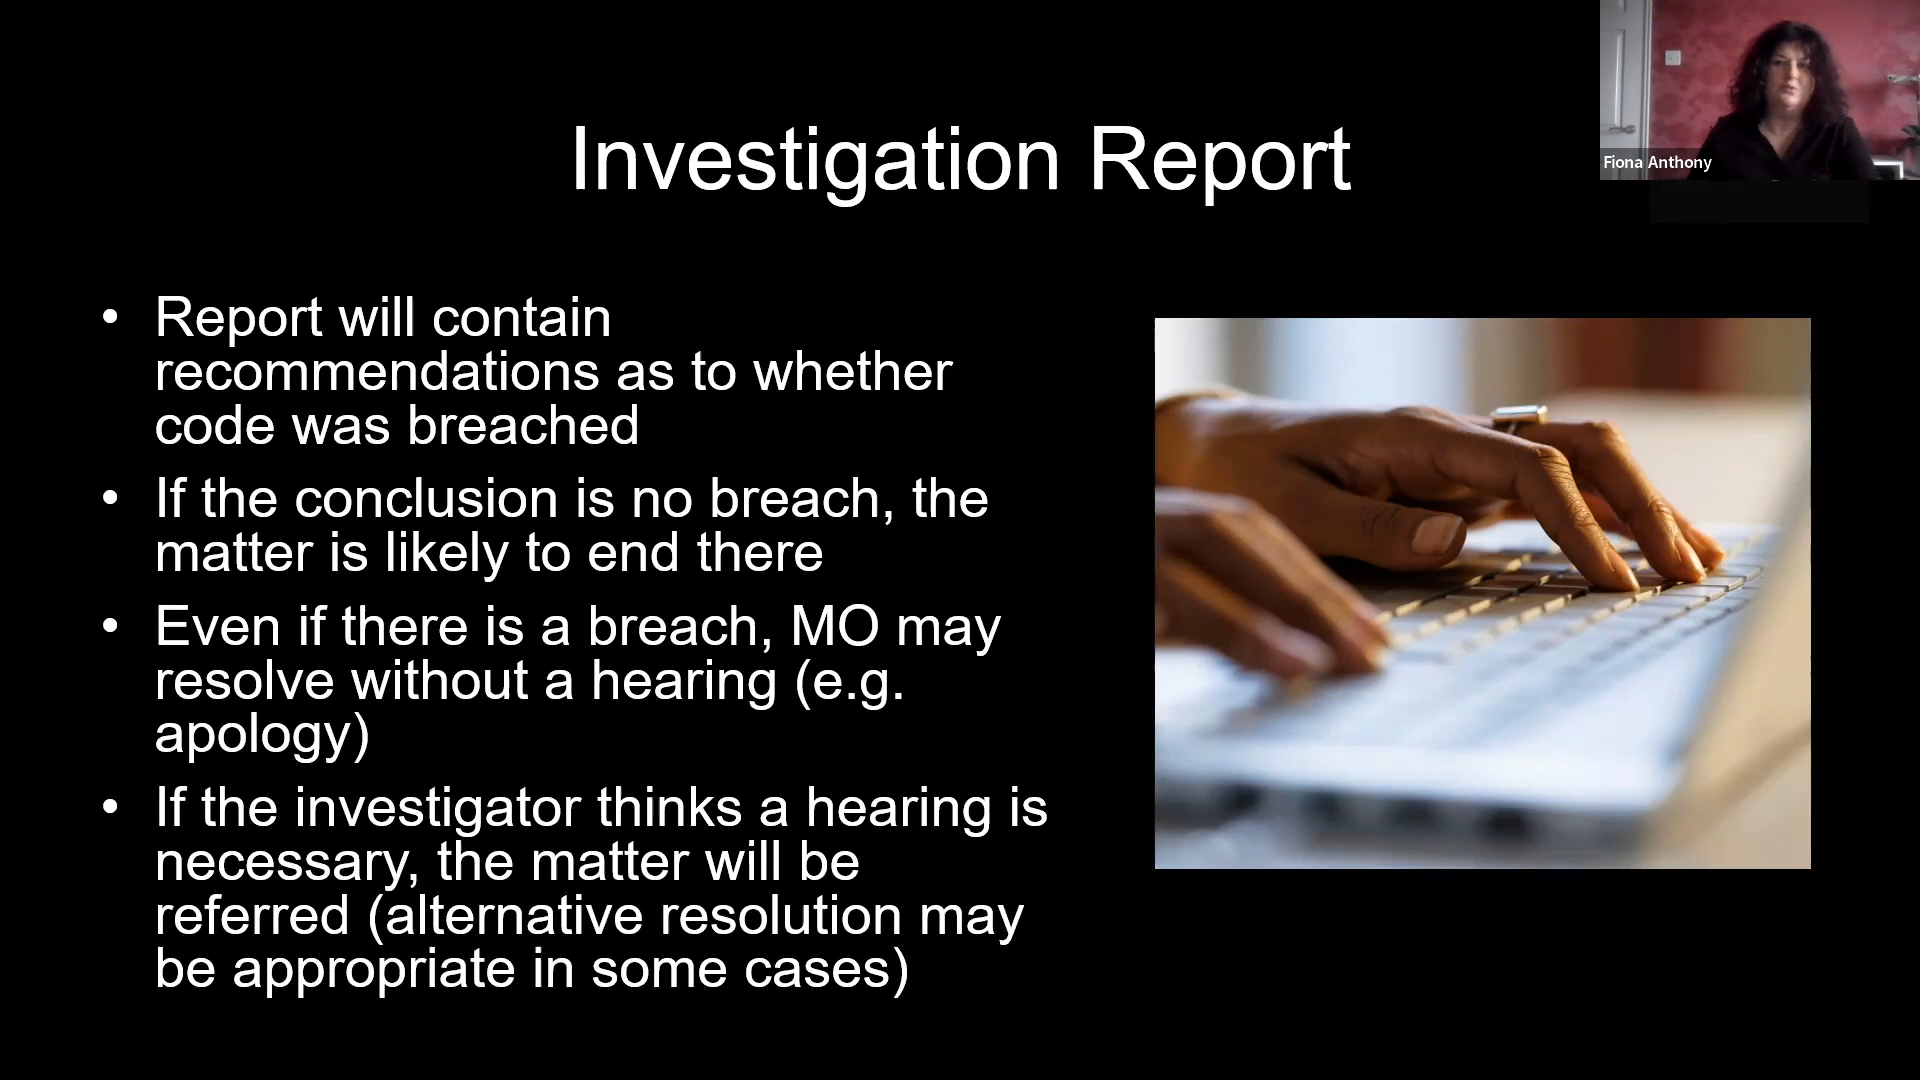 Investigation Report
Fiona Anthony
• Report will contain
recommendations as to whether
code was breached
• If the conclusion is no breach, the
matter is likely to end there
• Even if there is a breach, MO may
resolve without a hearing (e.g.
apology)
• If the investigator thinks a hearing is
necessary, the matter will be
referred (alternative resolution may
be appropriate in some cases)